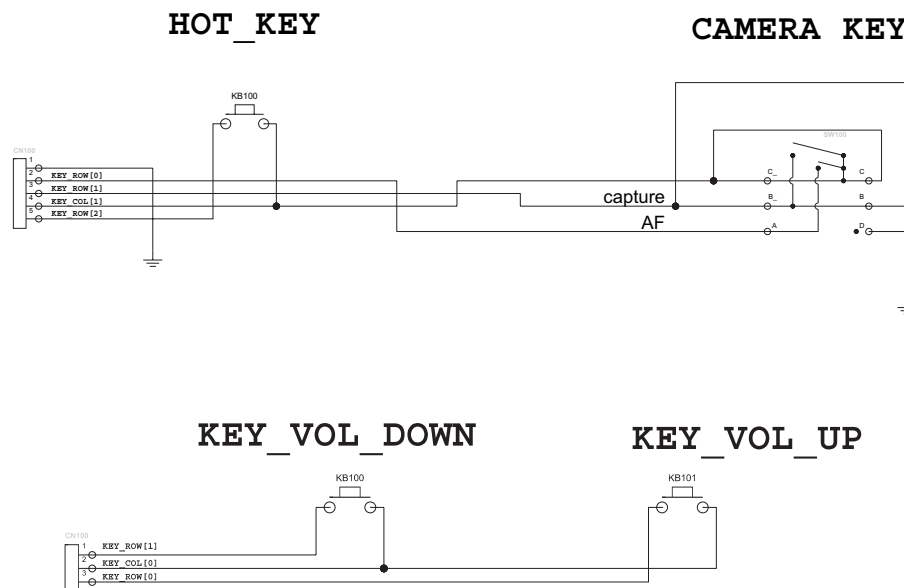 HOT_KEY
CAMERA KEY
KB100
SW100
CN100
1
2 KEY_ROW[0]
3 KEY_ROW[1]
4 KEY_COL[1]
5 KEY_ROW[2]
C_ C
capture B_ B
AF A D
KEY_VOL_DOWN
KEY_VOL_UP
KB100
KB101
CN100
1 KEY_ROW[1]
2 KEY_COL[0]
3 KEY_ROW[0]